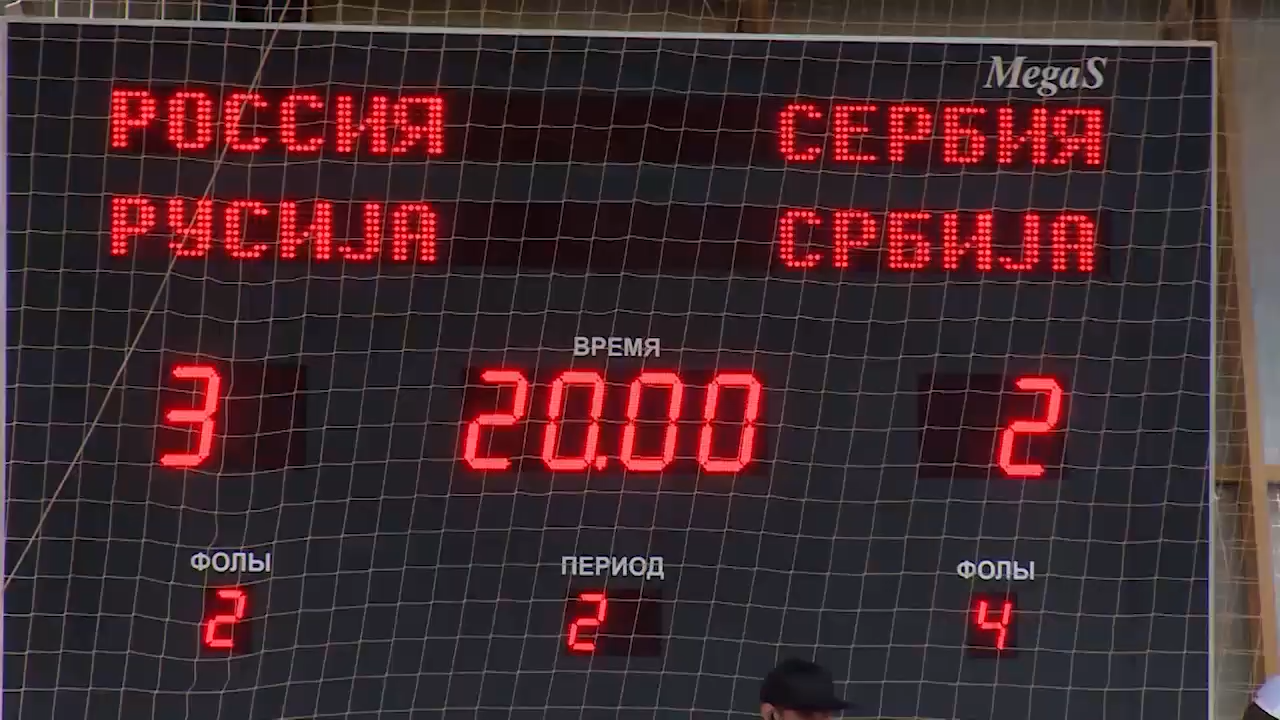 MegaS
РОССИЯ СЕРБИЯ
РУСИЈА СРБИЈА
ВРЕМЯ
3 20.00 2
ФОЛЫ ПЕРИОД ФОЛЫ
2 2 4